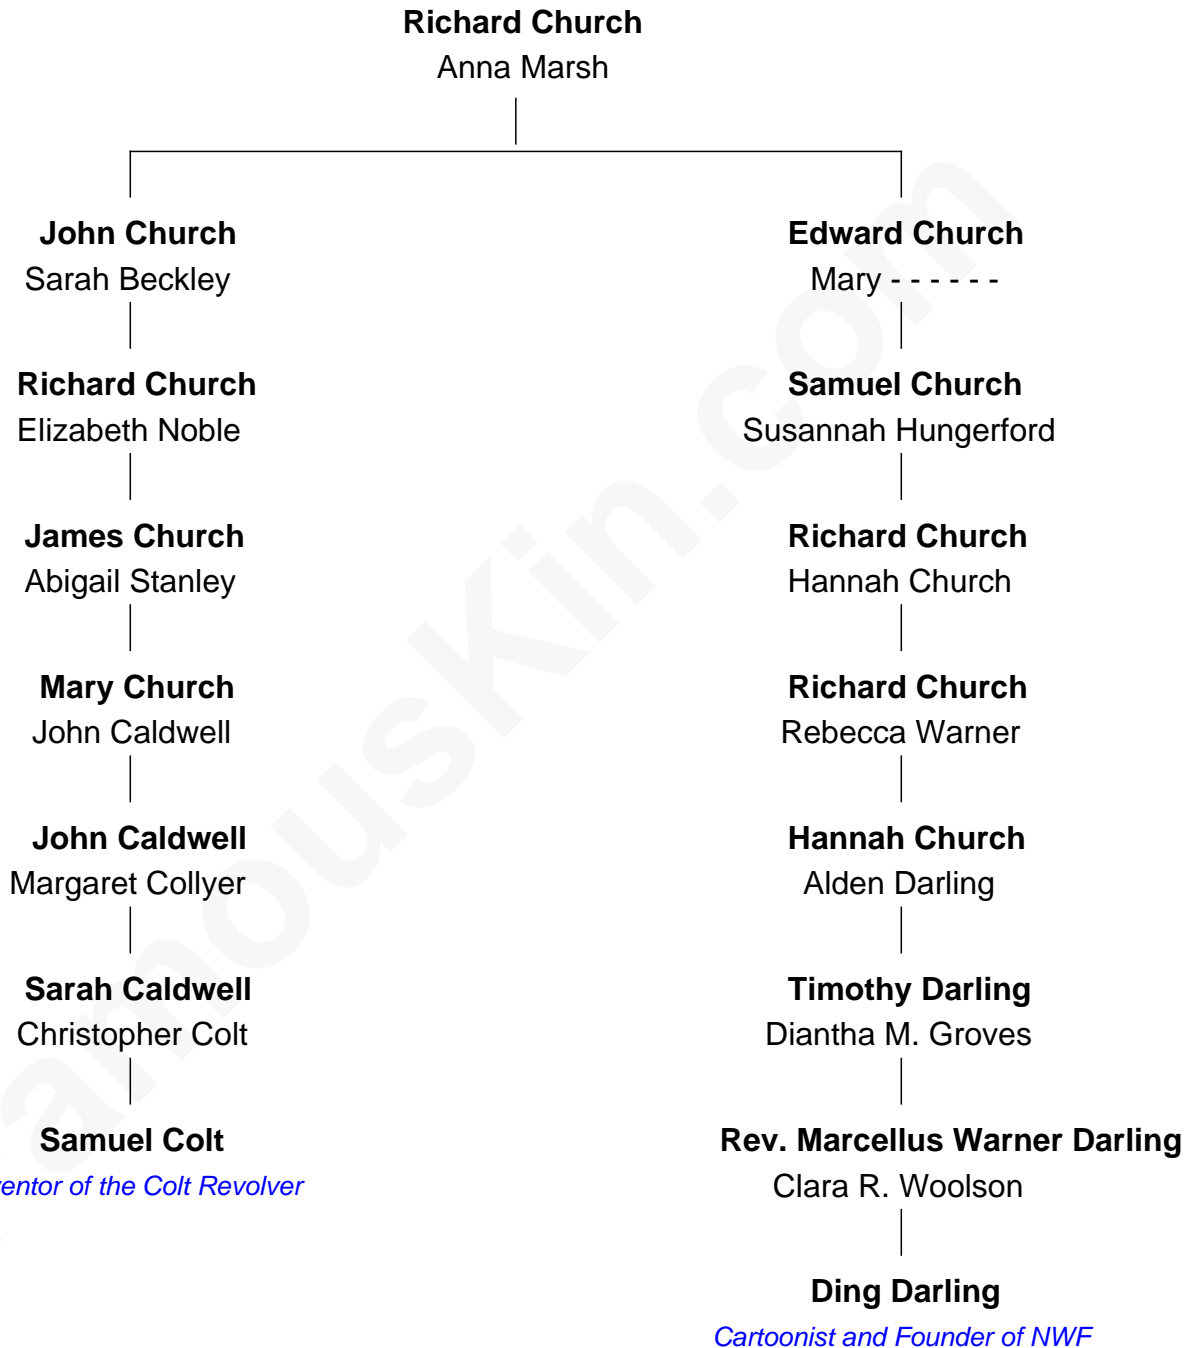 Richard Church
Anna Marsh
John Church
Sarah Beckley
Edward Church
Mary - - - - - -
Richard Church
Elizabeth Noble
Samuel Church
Susannah Hungerford
James Church
Abigail Stanley
Richard Church
Hannah Church
Mary Church
John Caldwell
Richard Church
Rebecca Warner
John Caldwell
Margaret Collyer
Hannah Church
Alden Darling
Sarah Caldwell
Christopher Colt
Timothy Darling
Diantha M. Groves
Samuel Colt
entor of the Colt Revolver
Rev. Marcellus Warner Darling
Clara R. Woolson
Ding Darling
Cartoonist and Founder of NWF
amouskin.com